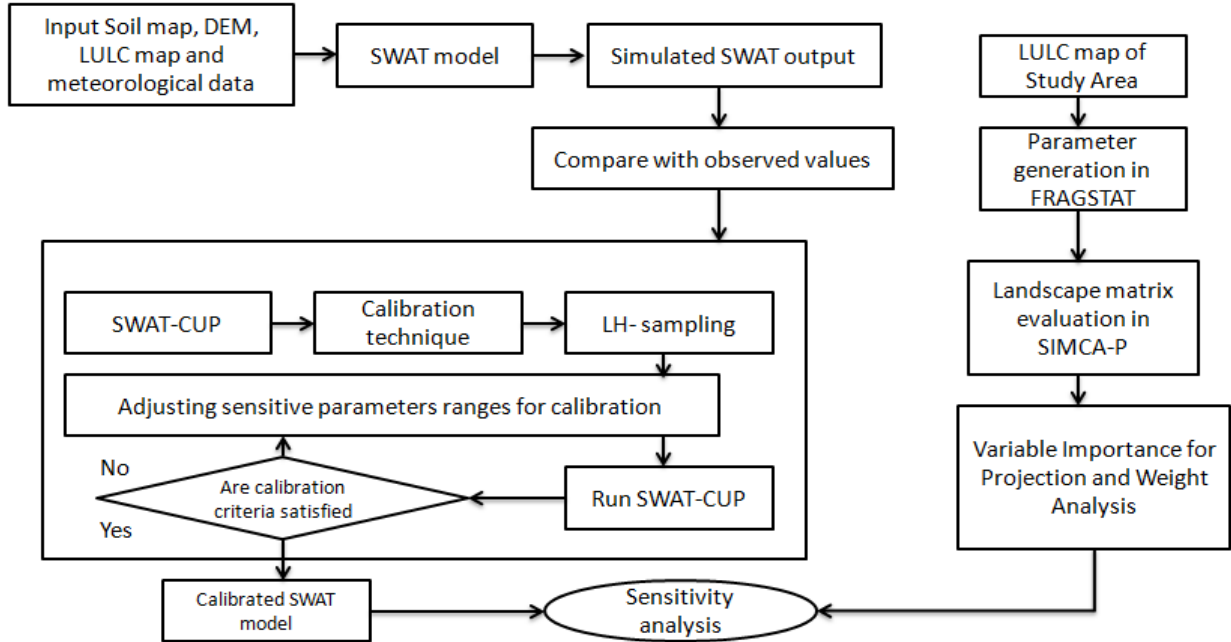 Input Soil map, DEM,
LULC map and
meteorological data
SWAT model
Simulated SWAT output
Compare with observed values
SWAT-CUP
Calibration
technique
LH- sampling
Adjusting sensitive parameters ranges for calibration
No
Are calibration
criteria satisfied
Yes
Run SWAT-CUP
Calibrated SWAT
model
Sensitivity
analysis
LULC map of
Study Area
Parameter
generation in
FRAGSTAT
Landscape matrix
evaluation in
SIMCA-P
Variable Importance for
Projection and Weight
Analysis